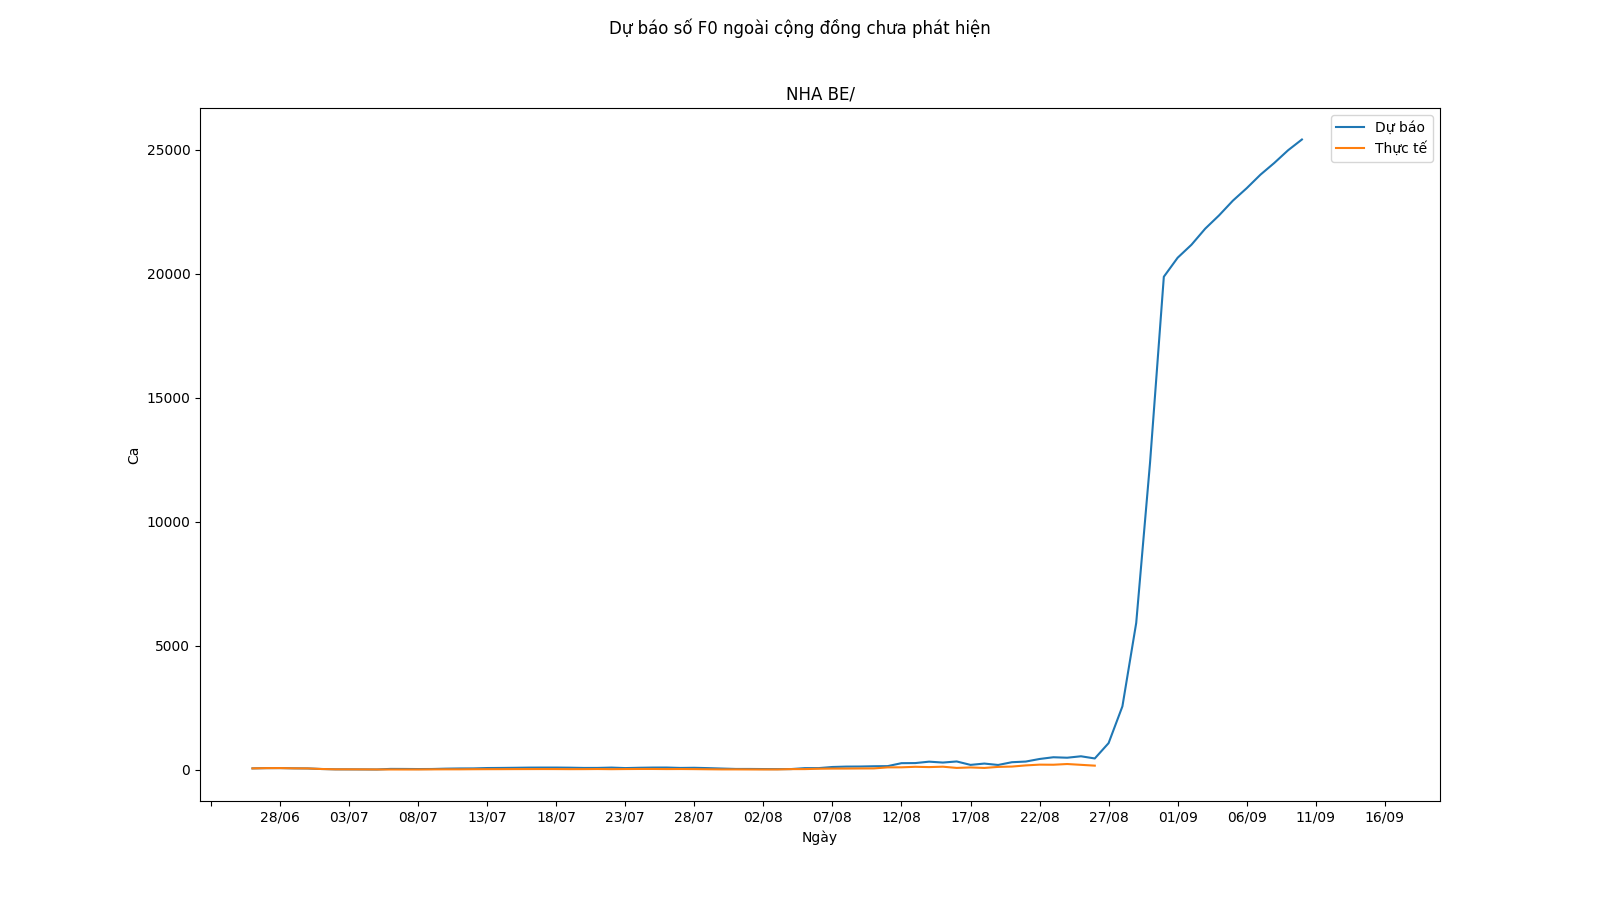 Dự báo số F0 ngoài cộng đồng chưa phát hiện
NHA BE/
Dự báo
Thực tế
25000
20000
15000
10000
5000
0
Ca
28/06 03/07 08/07 13/07 18/07 23/07 28/07 02/08 07/08 12/08 17/08 22/08 27/08 01/09 06/09 11/09 16/09
Ngày